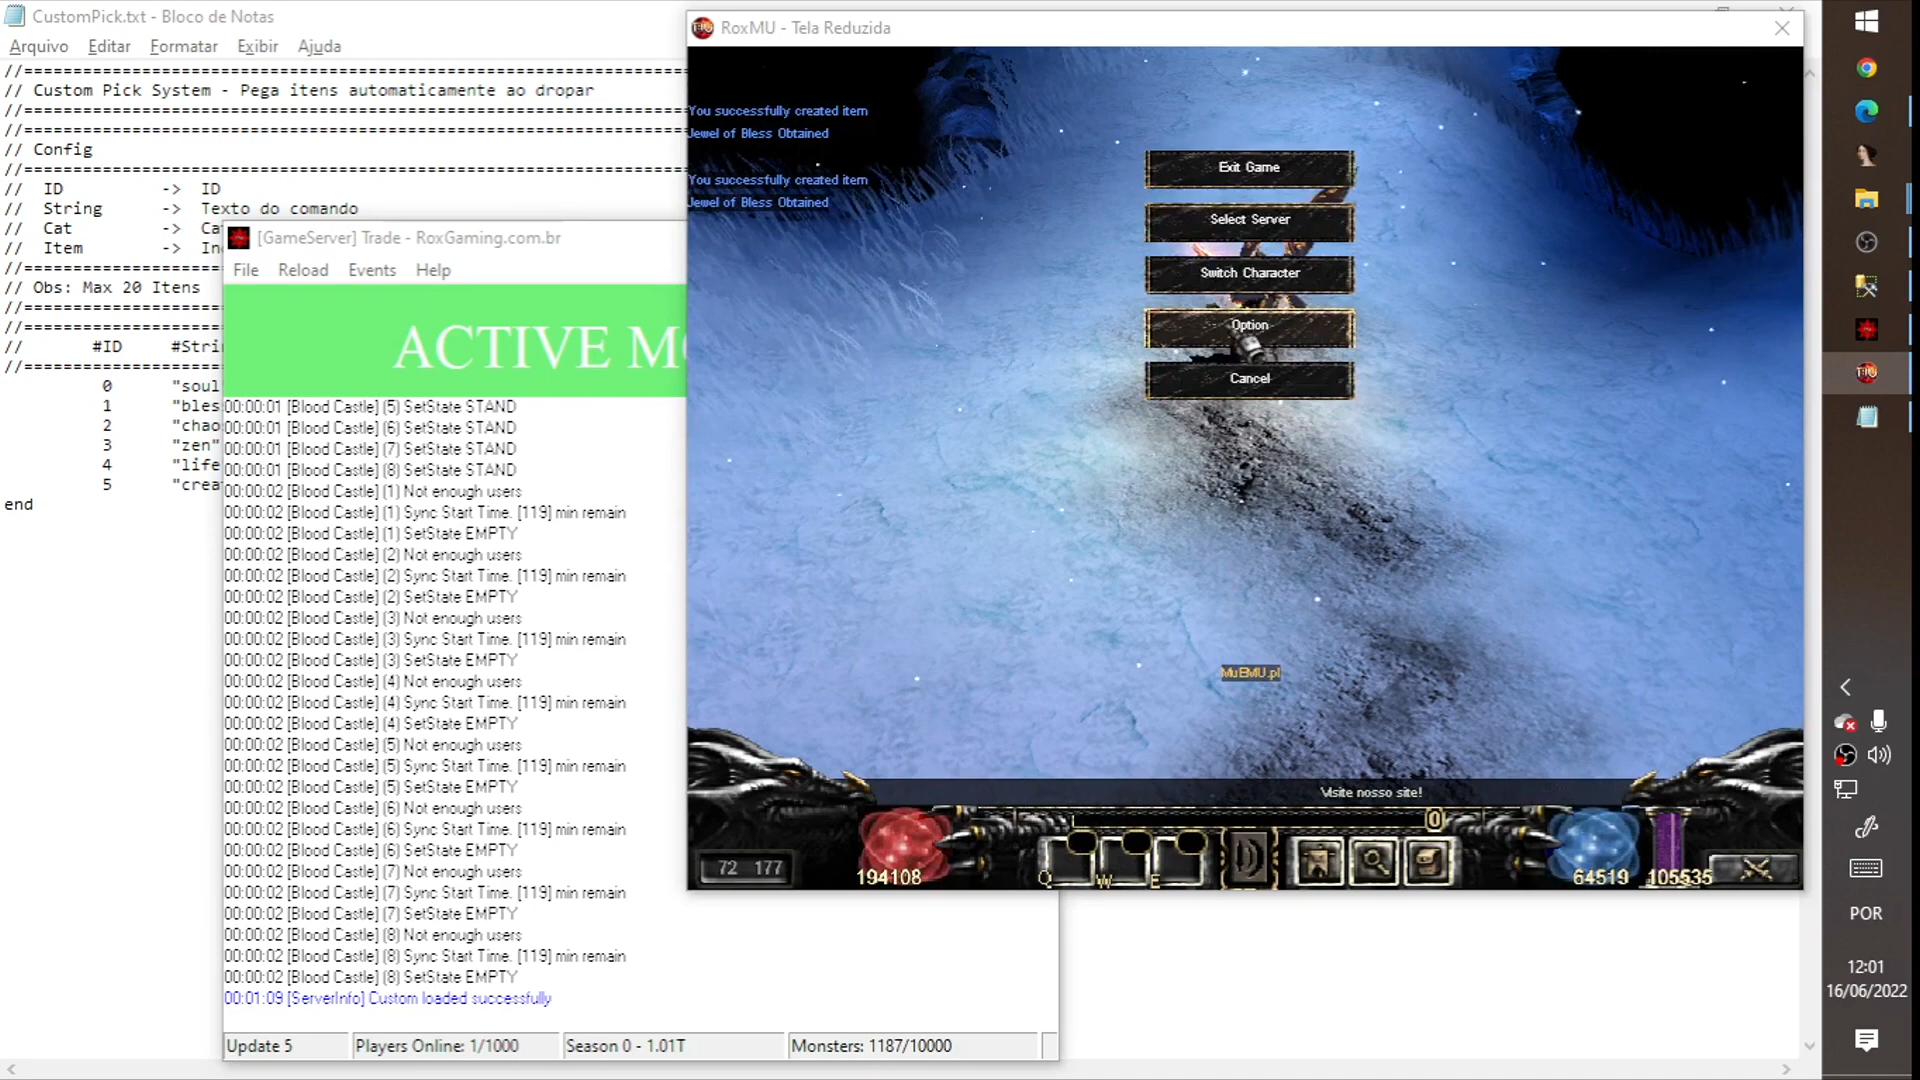 CustomPick.txt - Bloco de Notas
Arquivo Editar Formatar Exibir Ajuda
//====================================================================
// Custom Pick System - Pega itens automaticamente ao dropar
//====================================================================
//====================================================================
// Config
//====================================================================
// ID -> ID
// String -> Texto do comando
// Cat ->
// Item ->
//====================
// Obs: Max 20 Itens
//====================
//====================
// #ID
//====================
0 "soul
1
2
3 "zen"
4 "life
5
end
[GameServer] Trade - RoxGaming.com.br
File Reload Events Help
ACTIVE
00:00:01 [Blood Castle] (5) SetState STAND
00:00:01 [Blood Castle] (6) SetState STAND
00:00:01 [Blood Castle] (7) SetState STAND
00:00:01 [Blood Castle] (8) SetState STAND
00:00:02 [Blood Castle] (1) Not enough users
00:00:02 [Blood Castle] (1) Sync Start Time. [119] min remain
00:00:02 [Blood Castle] (1) SetState EMPTY
00:00:02 [Blood Castle] (2) Not enough users
00:00:02 [Blood Castle] (2) Sync Start Time. [119] min remain
00:00:02 [Blood Castle] (2) SetState EMPTY
00:00:02 [Blood Castle] (3) Not enough users
00:00:02 [Blood Castle] (3) Sync Start Time. [119] min remain
00:00:02 [Blood Castle] (3) SetState EMPTY
00:00:02 [Blood Castle] (4) Not enough users
00:00:02 [Blood Castle] (4) Sync Start Time. [119] min remain
00:00:02 [Blood Castle] (4) SetState EMPTY
00:00:02 [Blood Castle] (5) Not enough users
00:00:02 [Blood Castle] (5) Sync Start Time. [119] min remain
00:00:02 [Blood Castle] (5) SetState EMPTY
00:00:02 [Blood Castle] (6) Not enough users
00:00:02 [Blood Castle] (6) Sync Start Time. [119] min remain
00:00:02 [Blood Castle] (6) SetState EMPTY
00:00:02 [Blood Castle] (7) Not enough users
00:00:02 [Blood Castle] (7) Sync Start Time. [119] min remain
00:00:02 [Blood Castle] (7) SetState EMPTY
00:00:02 [Blood Castle] (8) Not enough users
00:00:02 [Blood Castle] (8) Sync Start Time. [119] min remain
00:00:02 [Blood Castle] (8) SetState EMPTY
00:01:09 [ServerInfo] Custom loaded successfully
Update 5 Players Online: 1/1000 Season 0 - 1.01T Monsters: 1187/10000
RoxMU - Tela Reduzida
You successfully created item
Jewel of Bless Obtained
You successfully created item
Jewel of Bless Obtained
Exit Game
Select Server
Switch Character
Option
Cancel
MuEMU.pl
Visite nosso site!
0
72 177
194108
Q W E
64519 105535
POR
12:01
16/06/2022